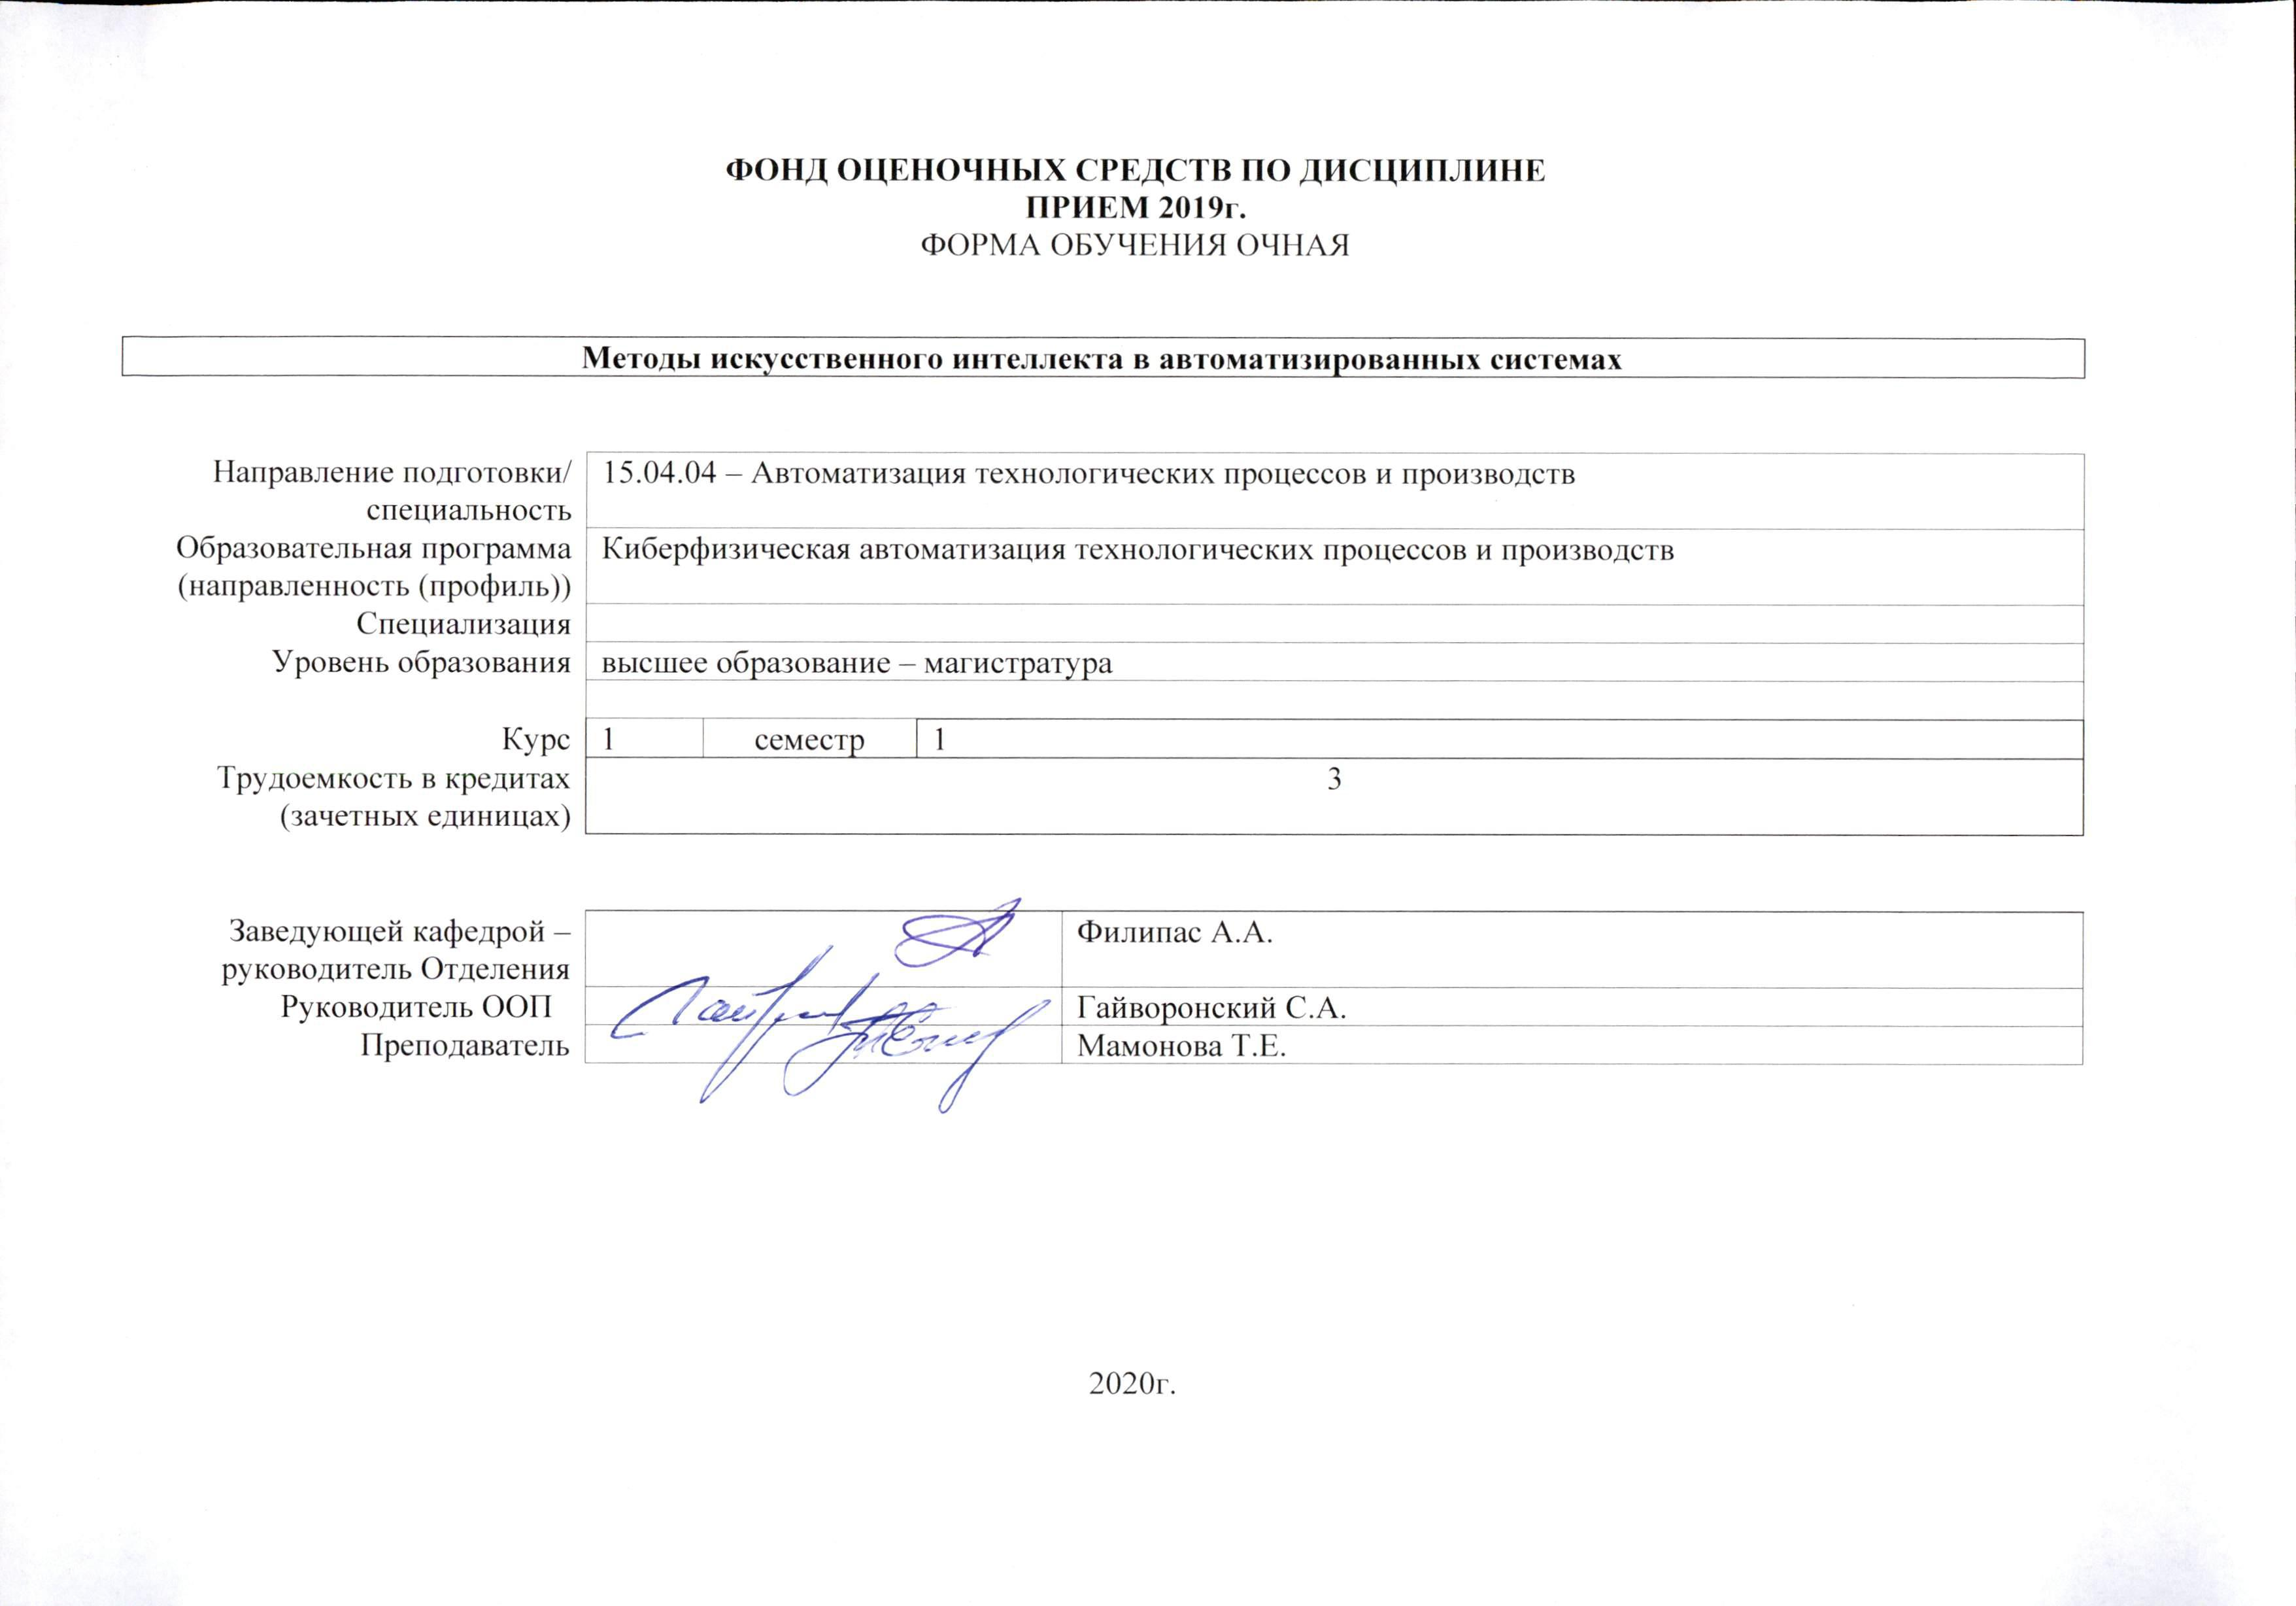 ФОНД ОЦЕНОЧНЫХ СРЕДСТВ ПО ДИСЦИПЛИНЕ
ПРИЕМ 2019г.
ФОРМА ОБУЧЕНИЯ ОЧНАЯ
Методы искусственного интеллекта в автоматизированных системах
Направление подготовки/ 15.04.04 – Автоматизация технологических процессов и производств
специальность
Образовательная программа Киберфизическая автоматизация технологических процессов и производств
(направленность (профиль))
Специализация
Уровень образования высшее образование – магистратура
Курс 1 семестр 1
Трудоемкость в кредитах 3
(зачетных единицах)
Заведующей кафедрой – Филипас А.А.
руководитель Отделения
Руководитель ООП Гайворонский С.А.
Преподаватель Мамонова Т.Е.
2020г.